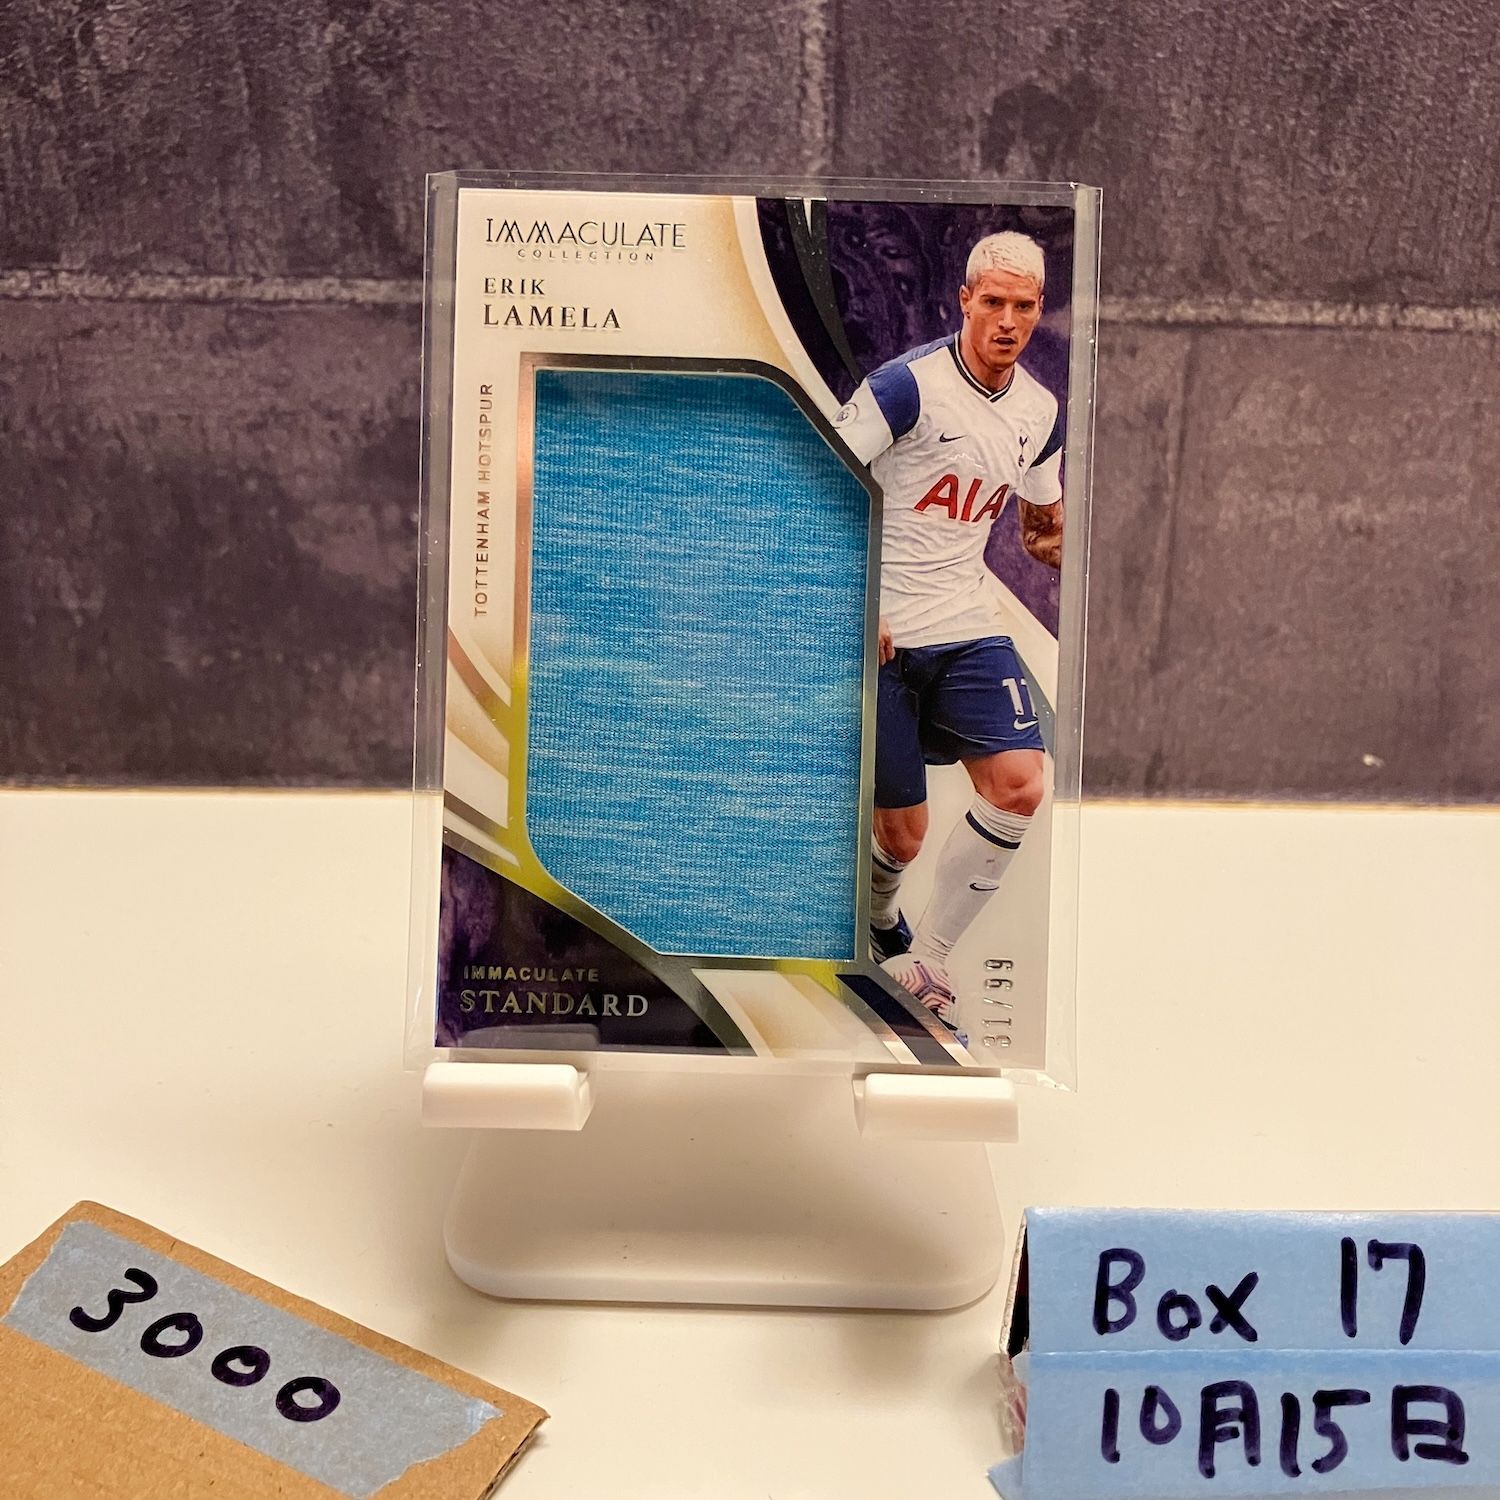 IMMACULATE
COLLECTION
ERIK
LAMELA
TOTTENHAM HOTSPUR
AIA
11
IMMACULATE
STANDARD
31/99
3000
Box 17
10月15日